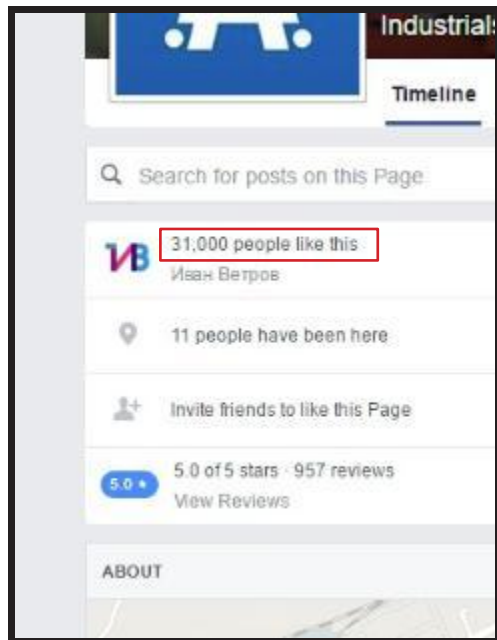 Industrials
Timeline
Search for posts on this Page
ИВ
31,000 people like this
Иван Ветров
11 people have been here
Invite friends to like this Page
5.0 of 5 stars · 957 reviews
5.0 ★
View Reviews
ABOUT